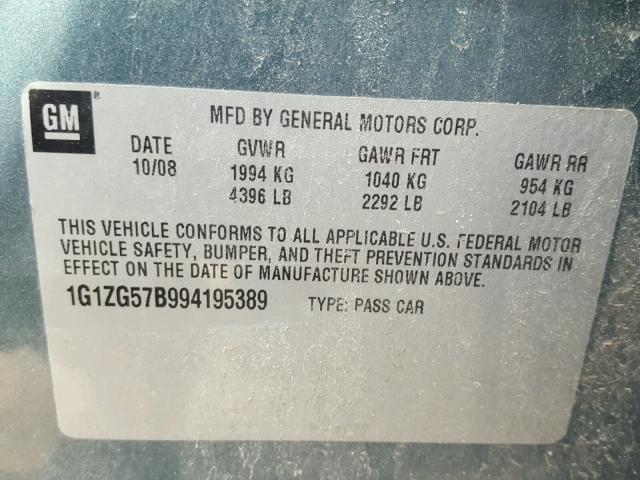 GM®
MFD BY GENERAL MOTORS CORP.
DATE GVWR GAWR FRT GAWR RR
10/08 1994 KG 1040 KG 954 KG
4396 LB 2292 LB 2104 LB
THIS VEHICLE CONFORMS TO ALL APPLICABLE U.S. FEDERAL MOTOR
VEHICLE SAFETY, BUMPER, AND THEFT PREVENTION STANDARDS IN
EFFECT ON THE DATE OF MANUFACTURE SHOWN ABOVE.
1G1ZG57B994195389 TYPE: PASS CAR